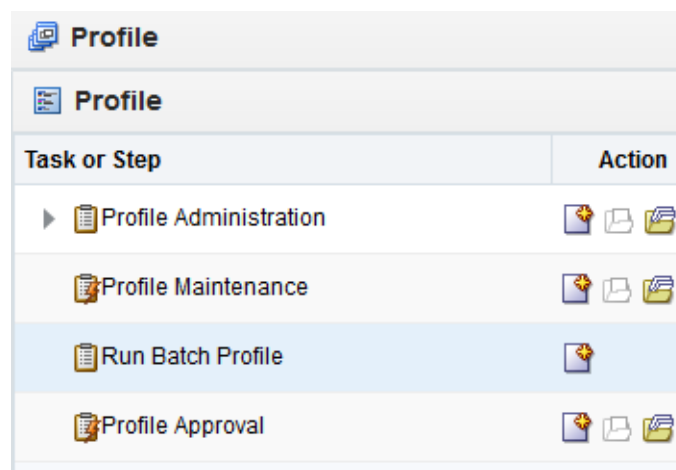 Profile
Profile
Task or Step Action
Profile Administration
Profile Maintenance
Run Batch Profile
Profile Approval